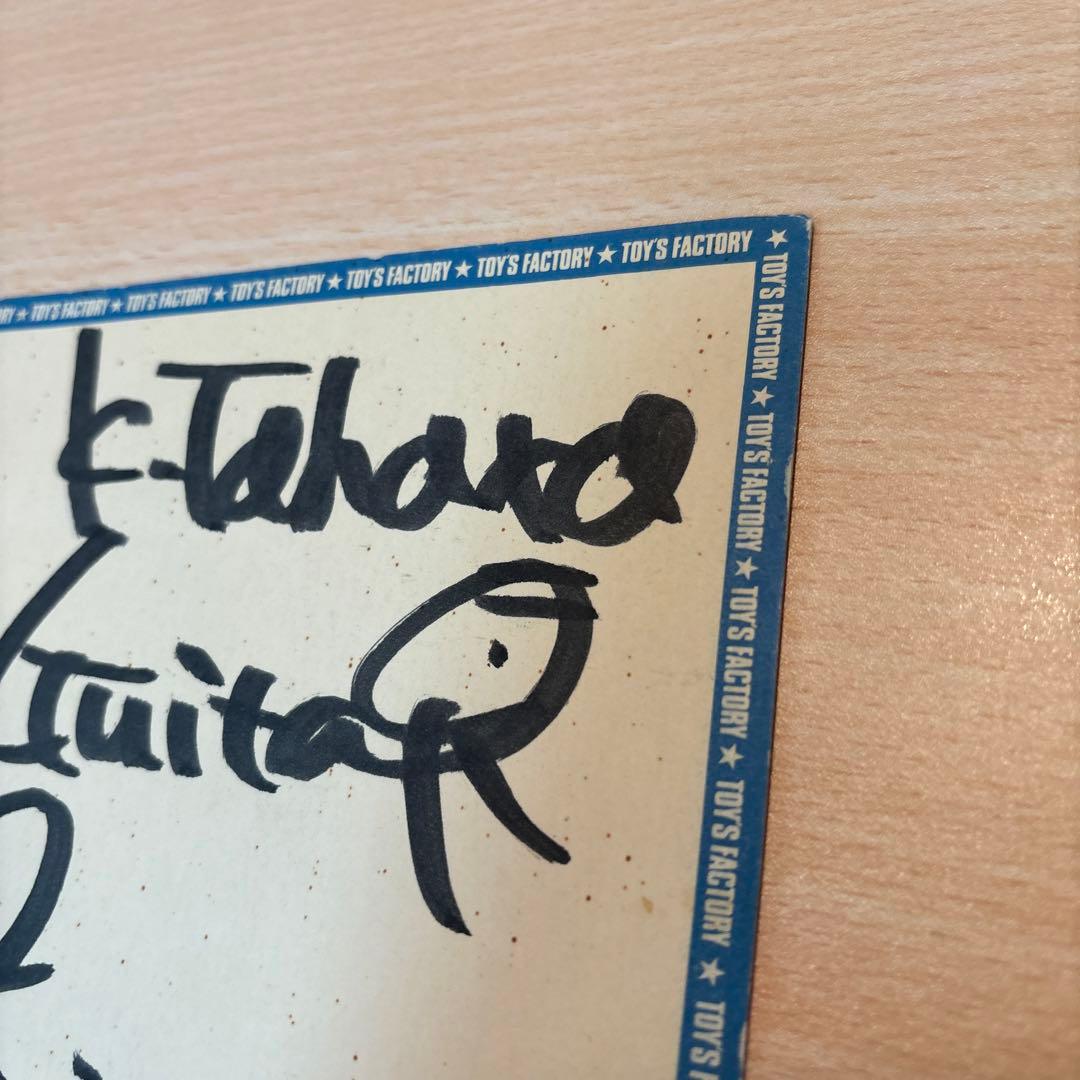 TOY'S FACTORY ★ TOY'S FACTORY ★ TOY'S FACTORY ★ TOY'S FACTORY ★ TOY'S FACTORY ★ TOY'S FACTORY ★
TOY'S FACTORY ★ TOY'S FACTORY ★ TOY'S FACTORY ★ TOY'S FACTORY ★ TOY'S
K.Tahara
Guitar